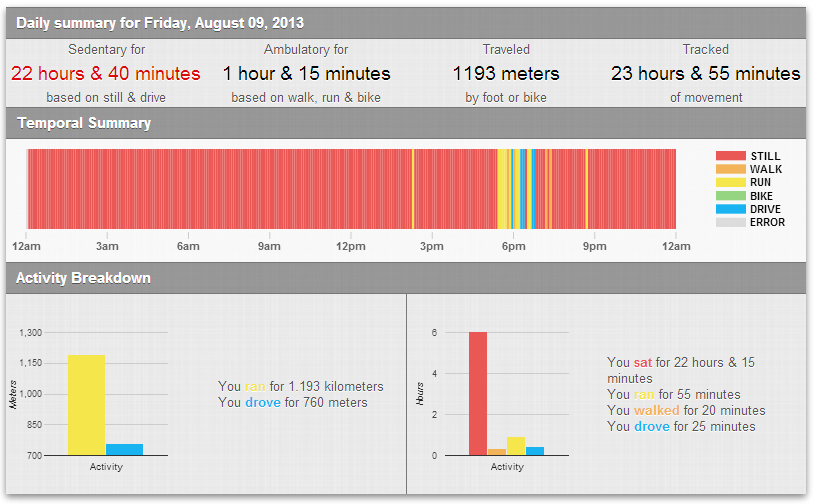 Daily summary for Friday, August 09, 2013
Sedentary for
22 hours & 40 minutes
based on still & drive
Ambulatory for
1 hour & 15 minutes
based on walk, run & bike
Traveled
1193 meters
by foot or bike
Tracked
23 hours & 55 minutes
of movement
Temporal Summary
STILL
WALK
RUN
BIKE
DRIVE
ERROR
12am 3am 6am 9am 12pm 3pm 6pm 9pm 12am
Activity Breakdown
Meters
1,300
1,150
1,000
850
700
Activity
You ran for 1.193 kilometers
You drove for 760 meters
Hours
6
4
2
0
Activity
You sat for 22 hours & 15
minutes
You ran for 55 minutes
You walked for 20 minutes
You drove for 25 minutes